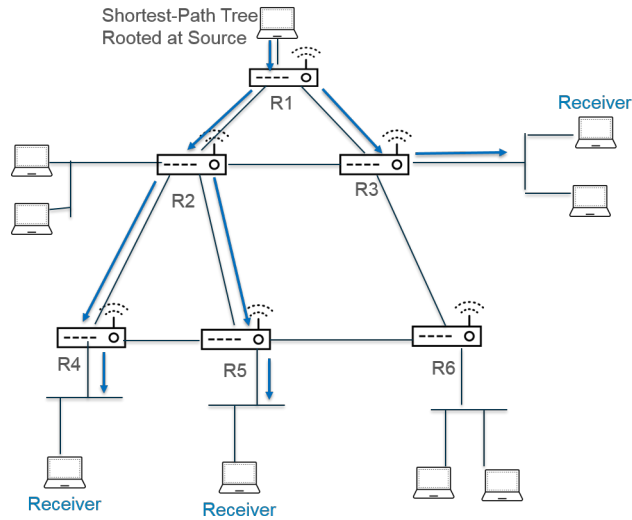 Shortest-Path Tree
Rooted at Source
R1
Receiver
R2
R3
R4
R5
R6
Receiver
Receiver